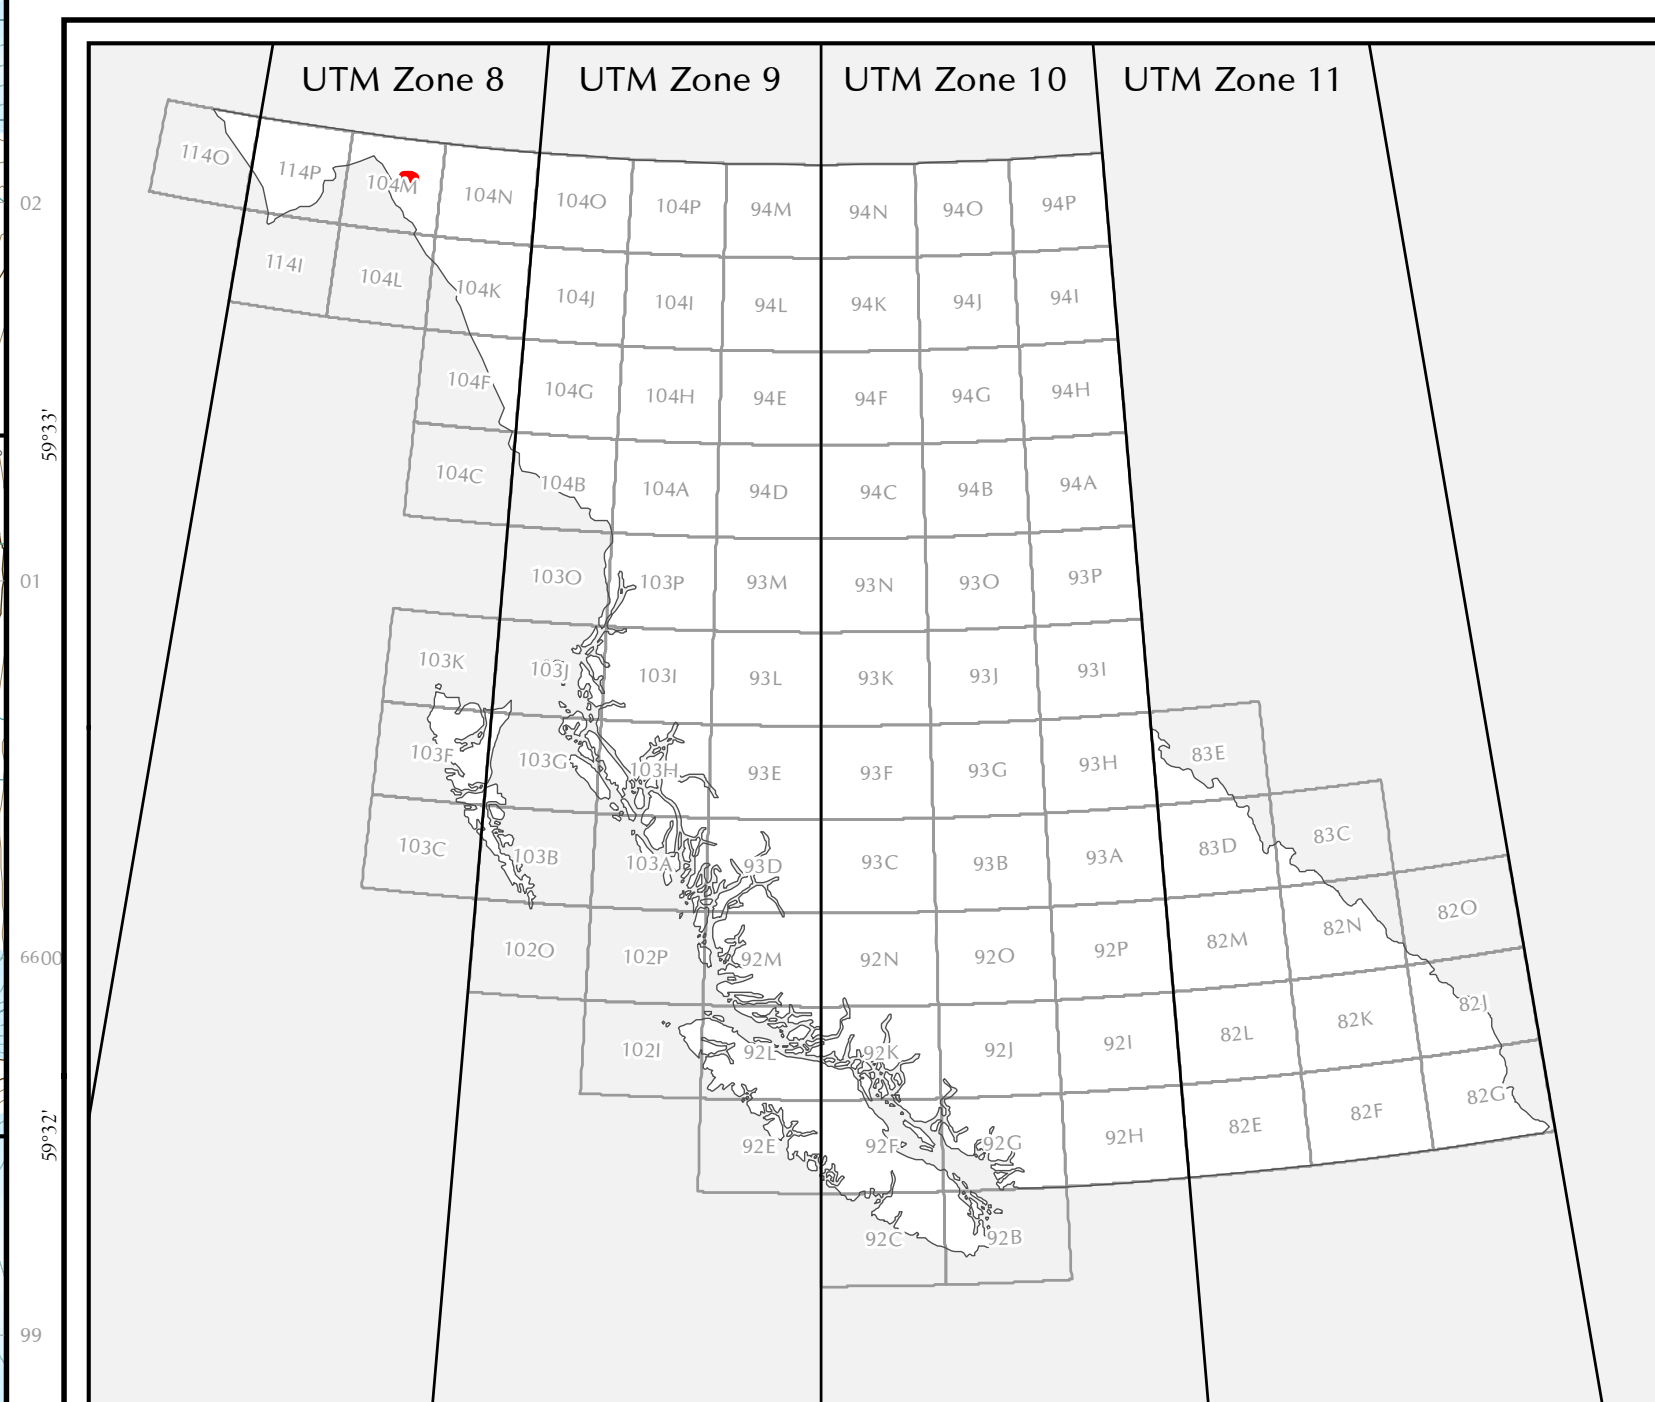 UTM Zone 8 UTM Zone 9 UTM Zone 10 UTM Zone 11
114O 114P 104M 104N 104O 104P 94M 94N 94O 94P
02
114I 104L 104K 104J 104I 94L 94K 94J 94I
104F 104G 104H 94E 94F 94G 94H
59°33'
104C 104B 104A 94D 94C 94B 94A
01
103O 103P 93M 93N 93O 93P
103K 103J 103I 93L 93K 93J 93I
103F 103G 103H 93E 93F 93G 93H 83E
103C 103B 103A 93D 93C 93B 93A 83D 83C
6600
102O 102P 92M 92N 92O 92P 82M 82N 82O
102I 92L 92K 92J 92I 82L 82K 82J
59°32'
92E 92F 92G 92H 82E 82F 82G
92C 92B
99